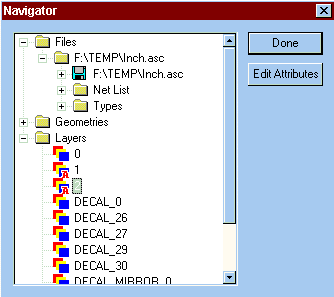 Navigator
Files
F:\TEMP\Inch.asc
F:\TEMP\Inch.asc
Net List
Types
Geometries
Layers
0
1
DECAL_0
DECAL_26
DECAL_27
DECAL_29
DECAL_30
DECAL_MIRROR_0
Done
Edit Attributes